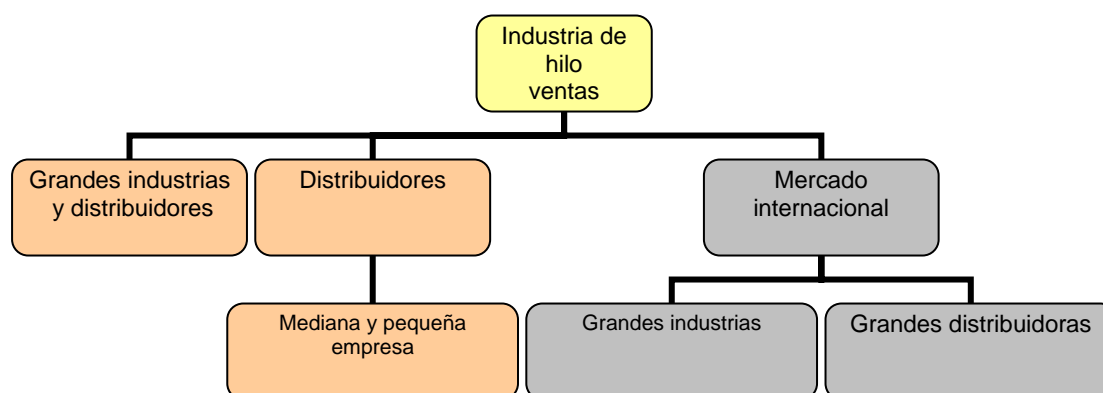 Industria de
hilo
ventas
Grandes industrias
y distribuidores
Distribuidores
Mercado
internacional
Mediana y pequeña
empresa
Grandes industrias
Grandes distribuidoras